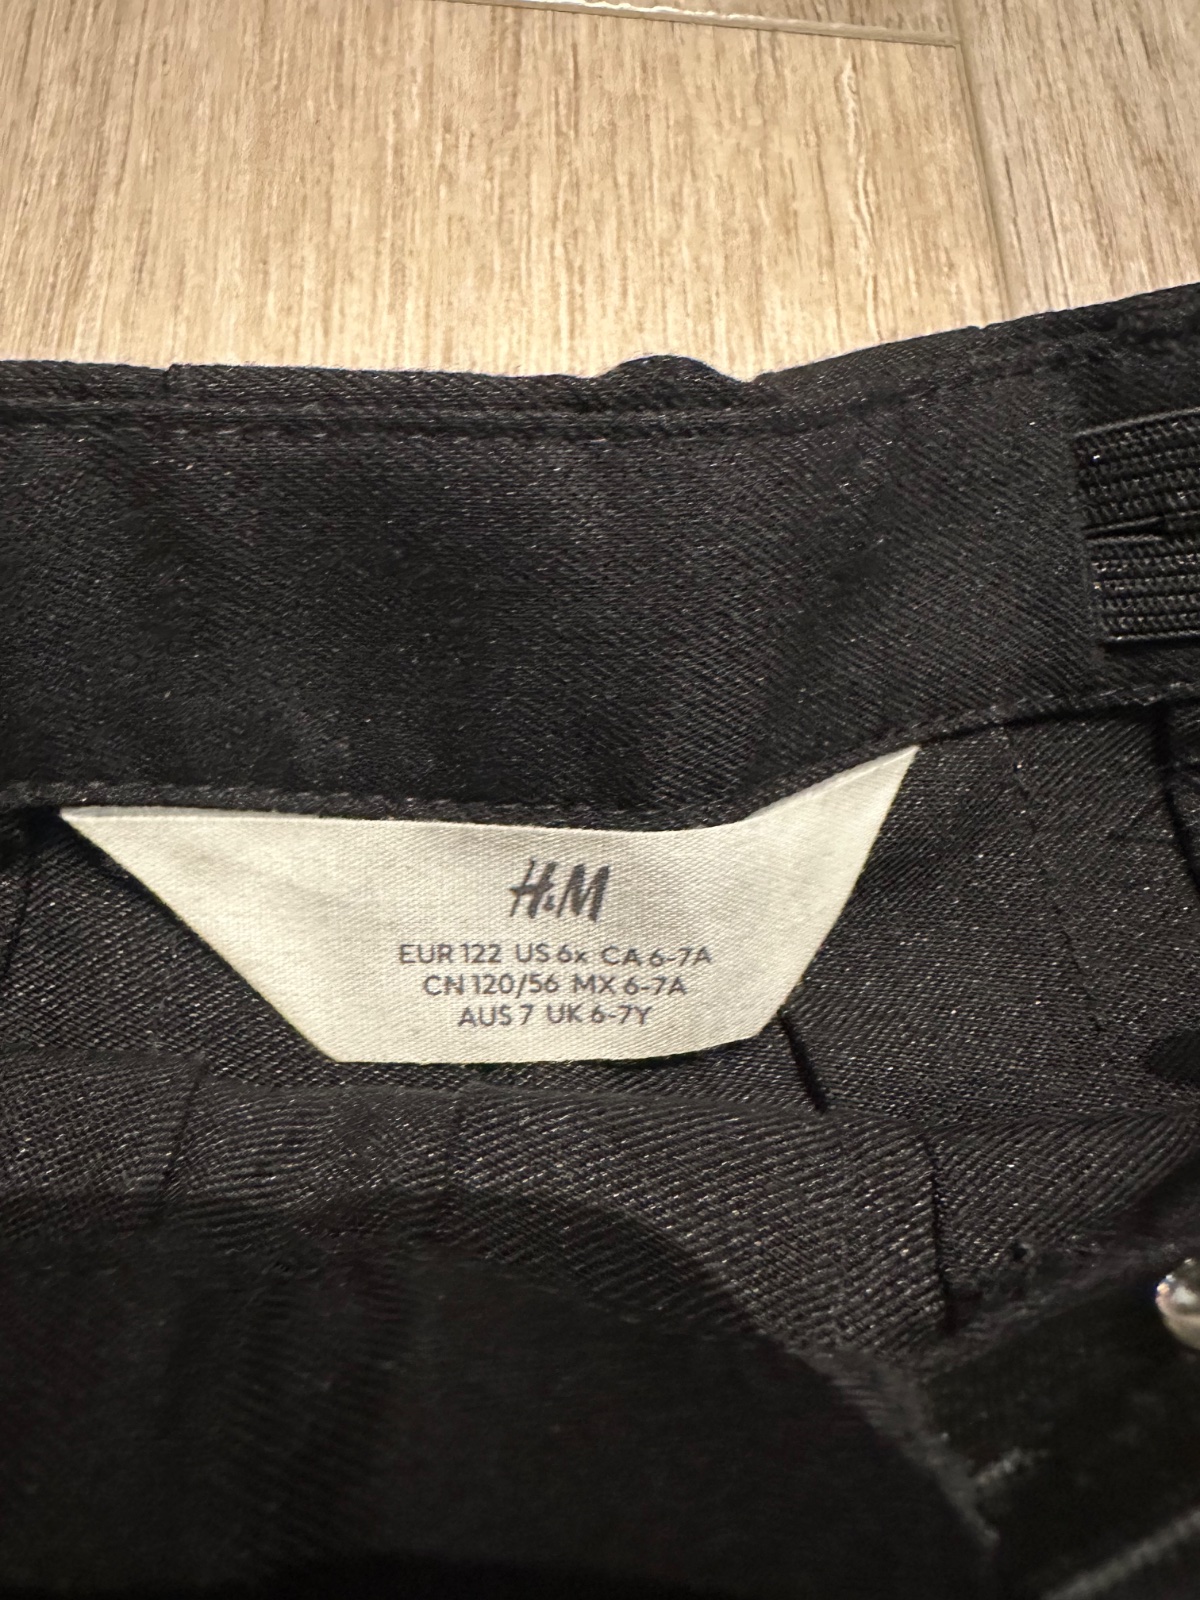 H&M
EUR 122 US 6x CA 6-7A
CN 120/56 MX 6-7A
AUS 7 UK 6-7Y